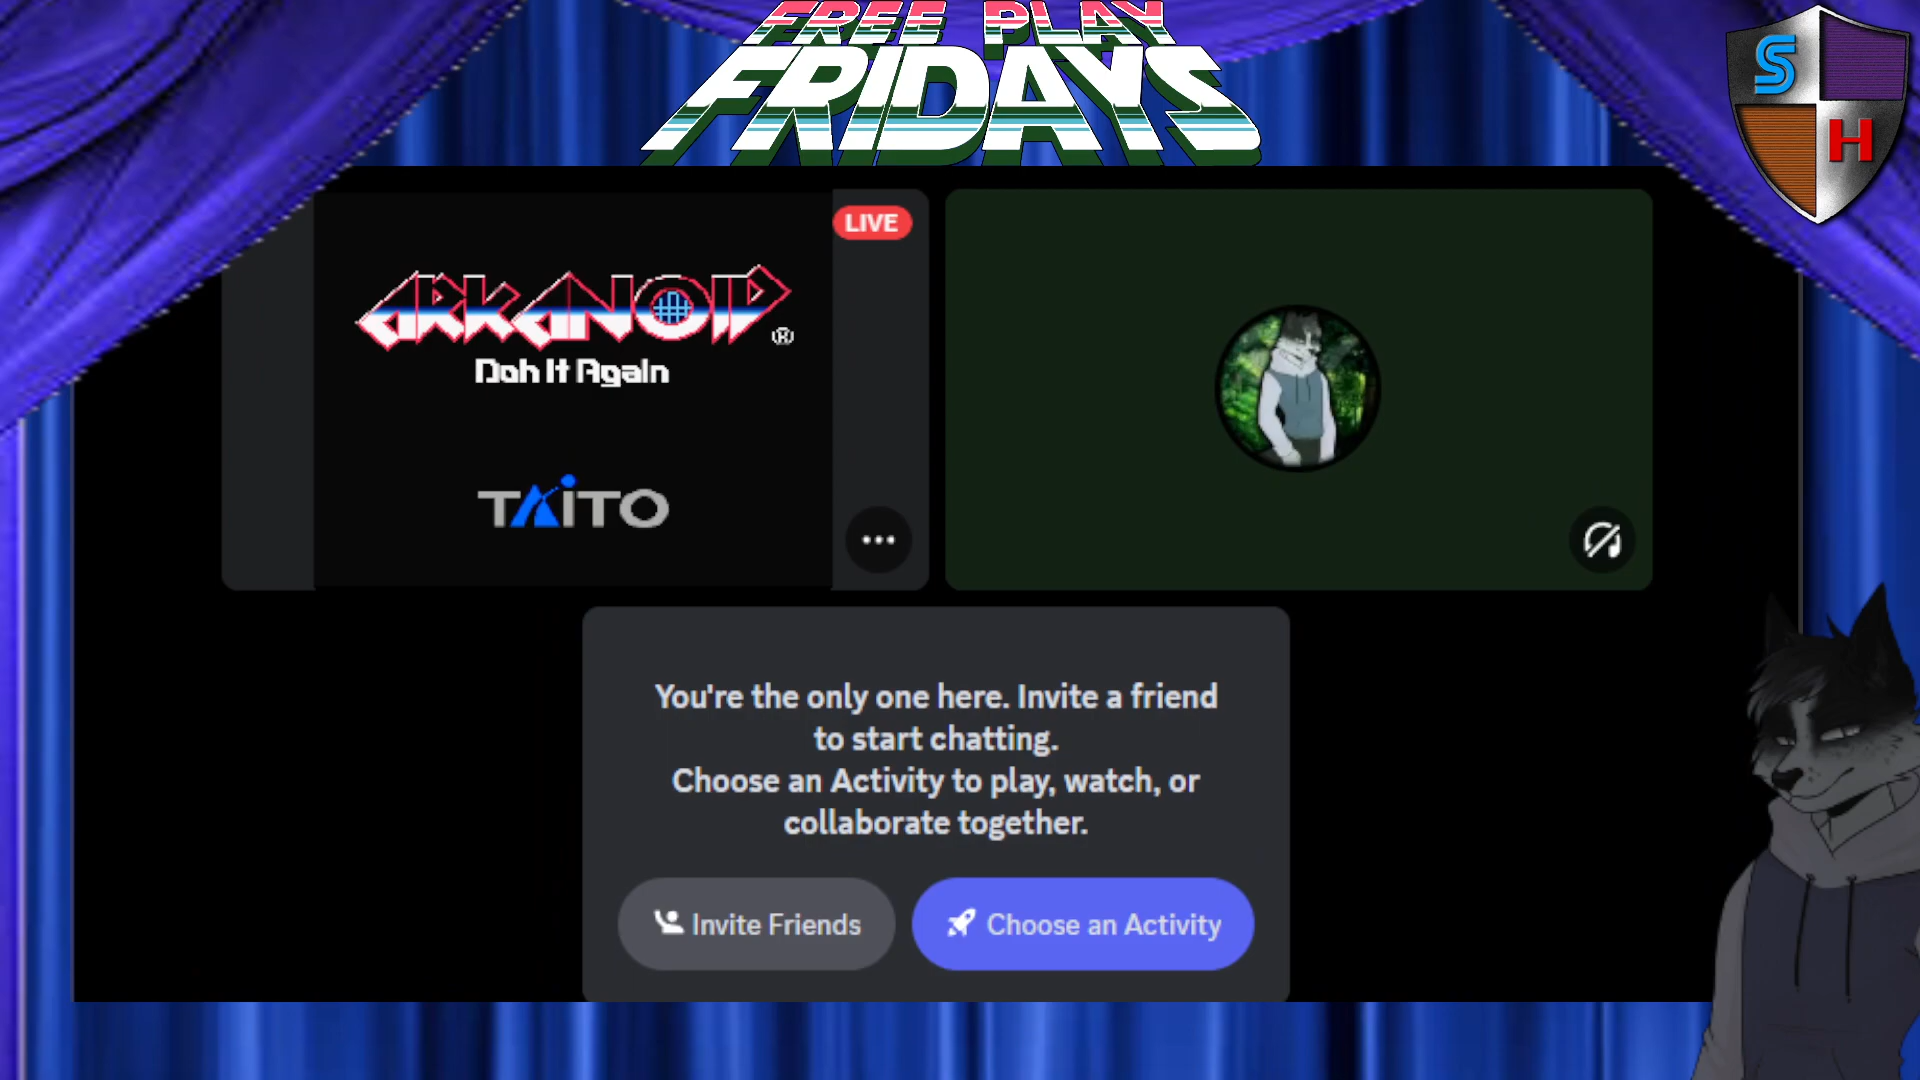 FREE PLAY
FRIDAYS
S
H
LIVE
ARKANOID
®
Doh It Again
TAITO
You're the only one here. Invite a friend
to start chatting.
Choose an Activity to play, watch, or
collaborate together.
Invite Friends
Choose an Activity